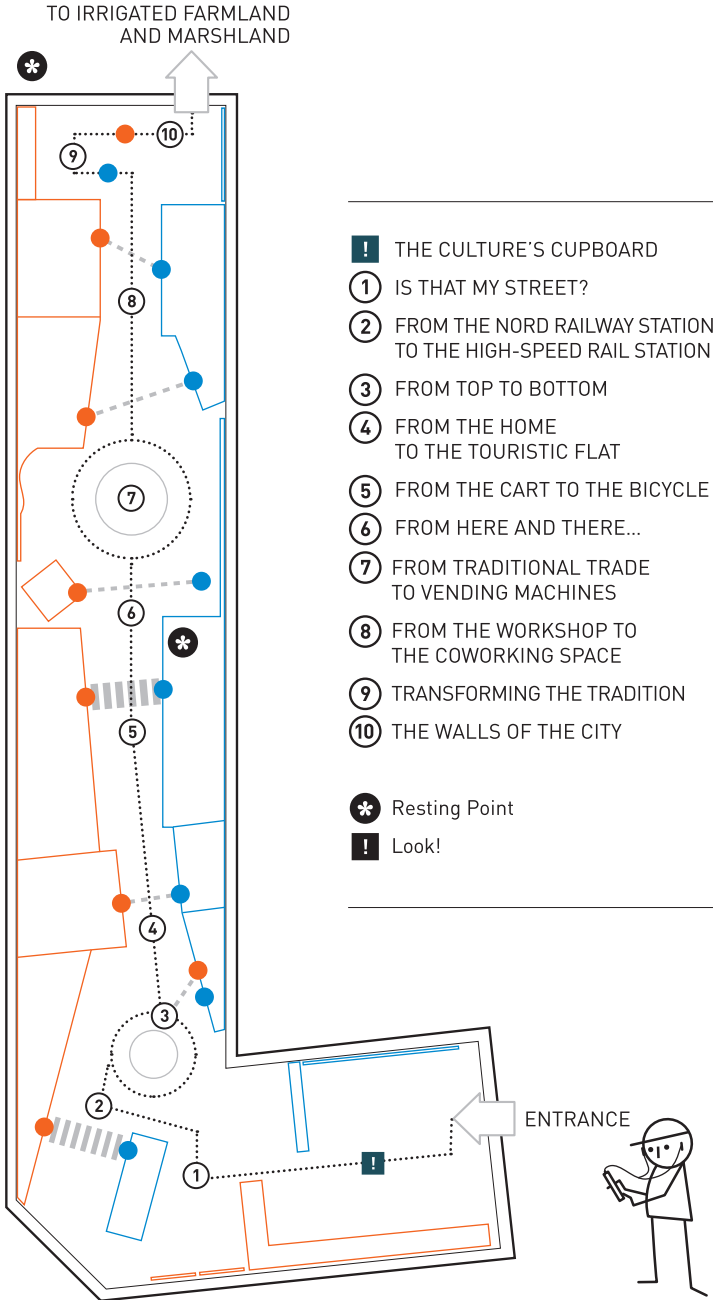 TO IRRIGATED FARMLAND
AND MARSHLAND
*
10
9
8
7
6
*
5
4
3
2
1
!
ENTRANCE
! THE CULTURE'S CUPBOARD
1 IS THAT MY STREET?
2 FROM THE NORD RAILWAY STATION
TO THE HIGH-SPEED RAIL STATION
3 FROM TOP TO BOTTOM
4 FROM THE HOME
TO THE TOURISTIC FLAT
5 FROM THE CART TO THE BICYCLE
6 FROM HERE AND THERE...
7 FROM TRADITIONAL TRADE
TO VENDING MACHINES
8 FROM THE WORKSHOP TO
THE COWORKING SPACE
9 TRANSFORMING THE TRADITION
10 THE WALLS OF THE CITY
* Resting Point
! Look!